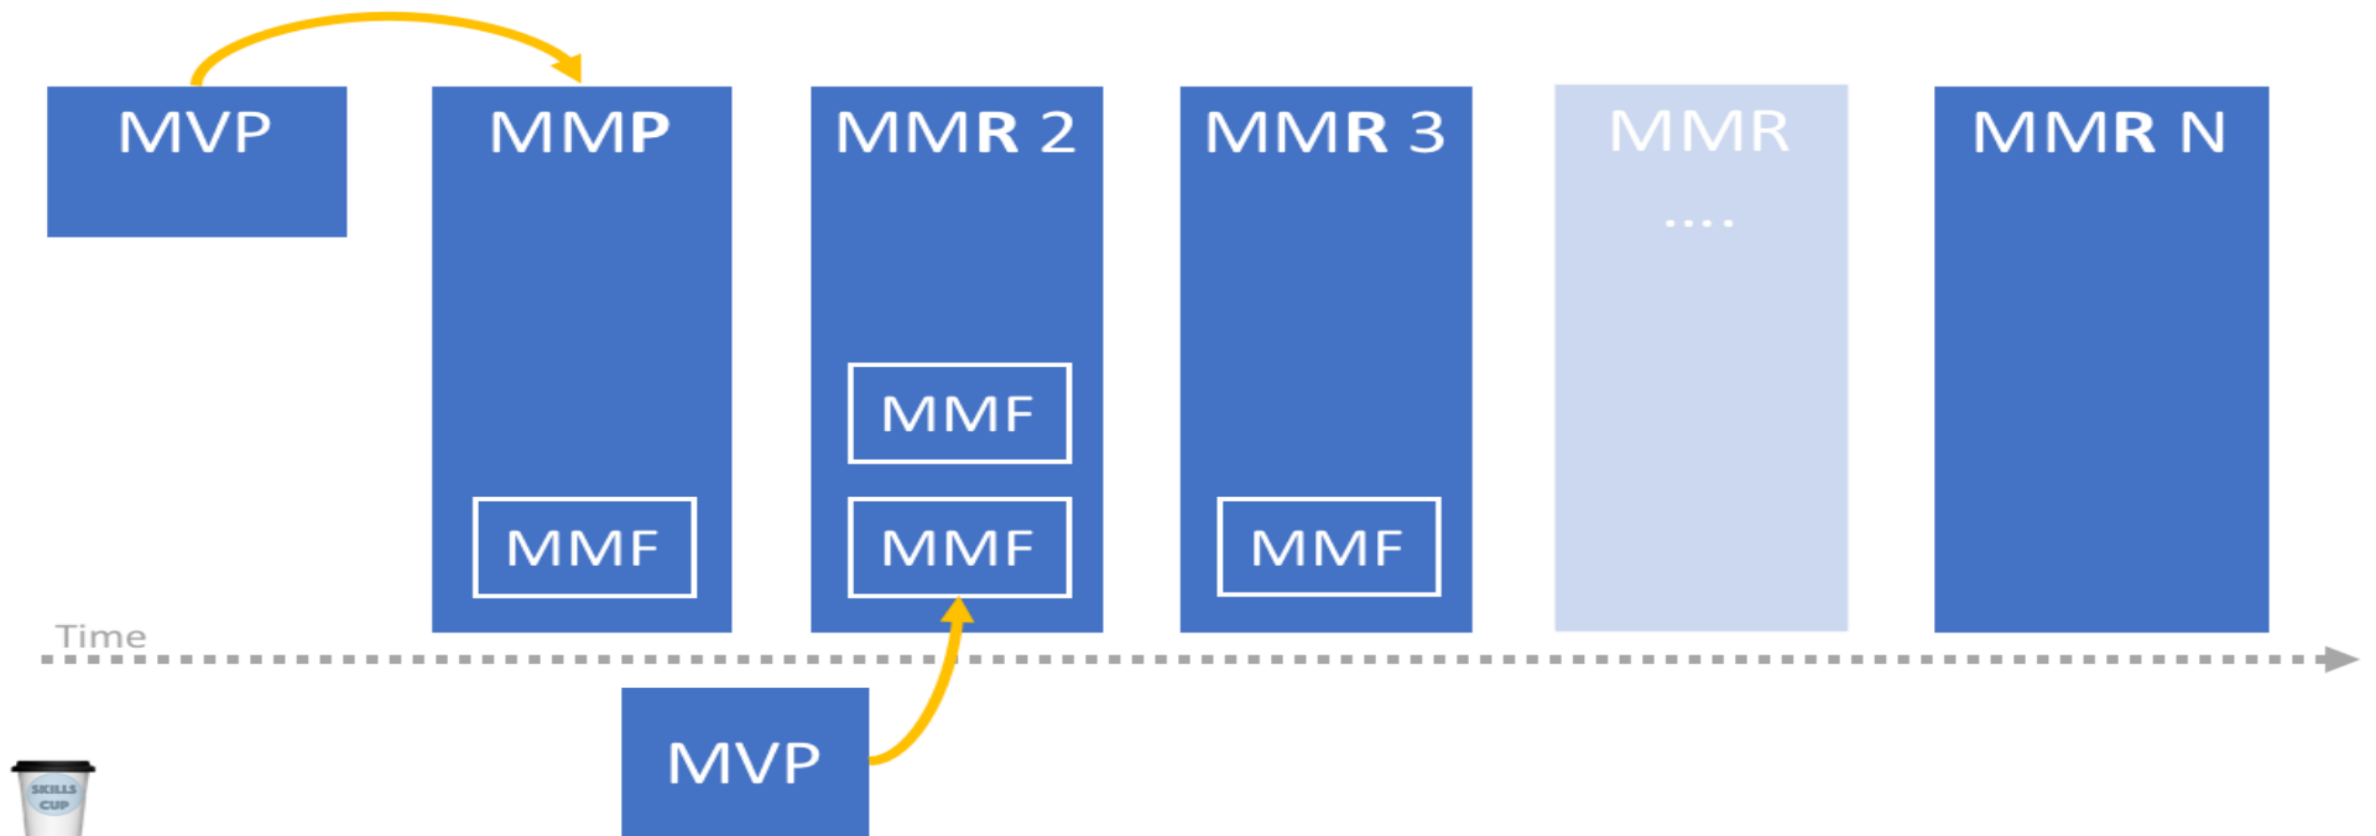 MVP
MMP
MMR 2
MMR 3
MMR
....
MMR N
MMF
MMF
MMF
MMF
Time
MVP
SKILLS
CUP